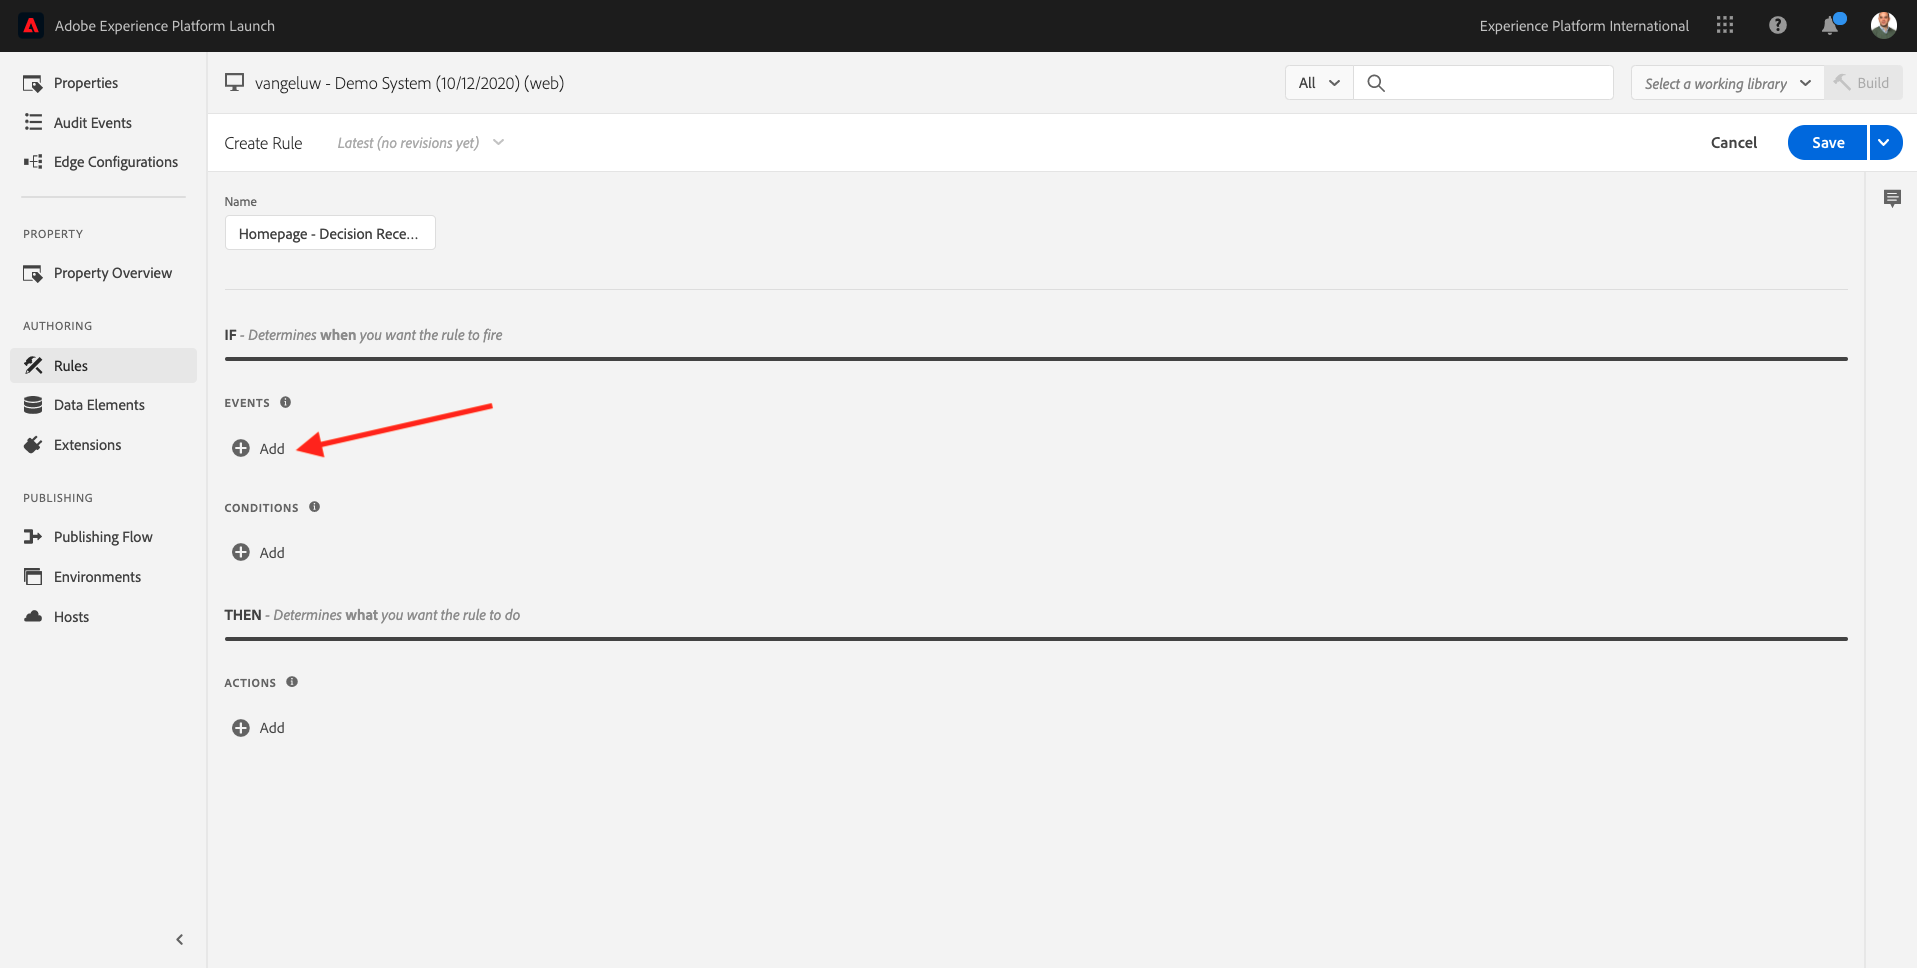 Adobe Experience Platform Launch
Experience Platform International
Properties
Audit Events
Edge Configurations
PROPERTY
Property Overview
AUTHORING
Rules
Data Elements
Extensions
PUBLISHING
Publishing Flow
Environments
Hosts
vangeluw - Demo System (10/12/2020) (web)
All
Select a working library
Build
Create Rule
Latest (no revisions yet)
Cancel
Save
Name
Homepage - Decision Rece...
IF - Determines when you want the rule to fire
EVENTS
Add
CONDITIONS
Add
THEN - Determines what you want the rule to do
ACTIONS
Add